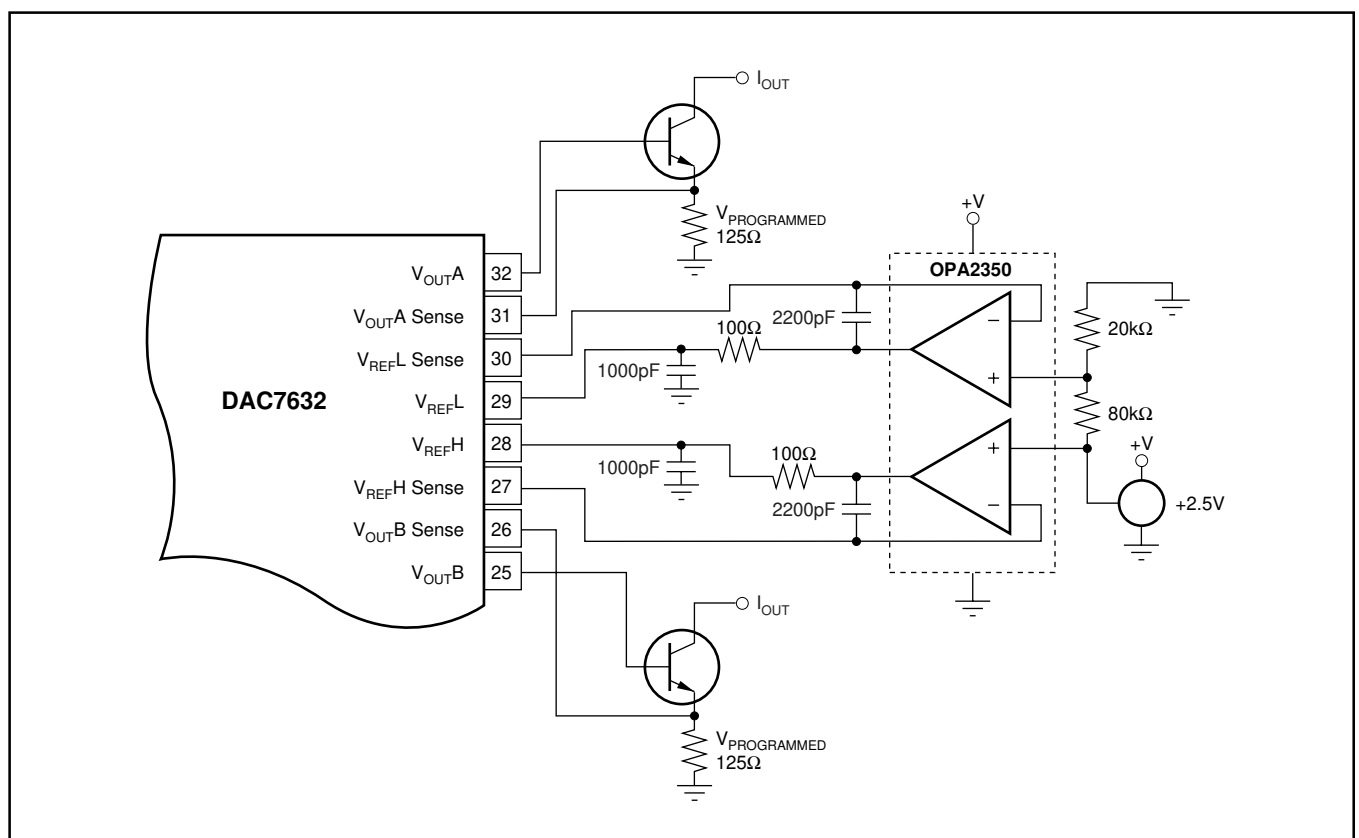 I_OUT
V_PROGRAMMED
125Ω
+V
OPA2350
V_OUTA 32
V_OUTA Sense 31
V_REFL Sense 30
V_REFL 29
V_REFH 28
V_REFH Sense 27
V_OUTB Sense 26
V_OUTB 25
DAC7632
2200pF
100Ω
1000pF
−
+
20kΩ
80kΩ
1000pF
100Ω
2200pF
+
−
+V
+2.5V
I_OUT
V_PROGRAMMED
125Ω